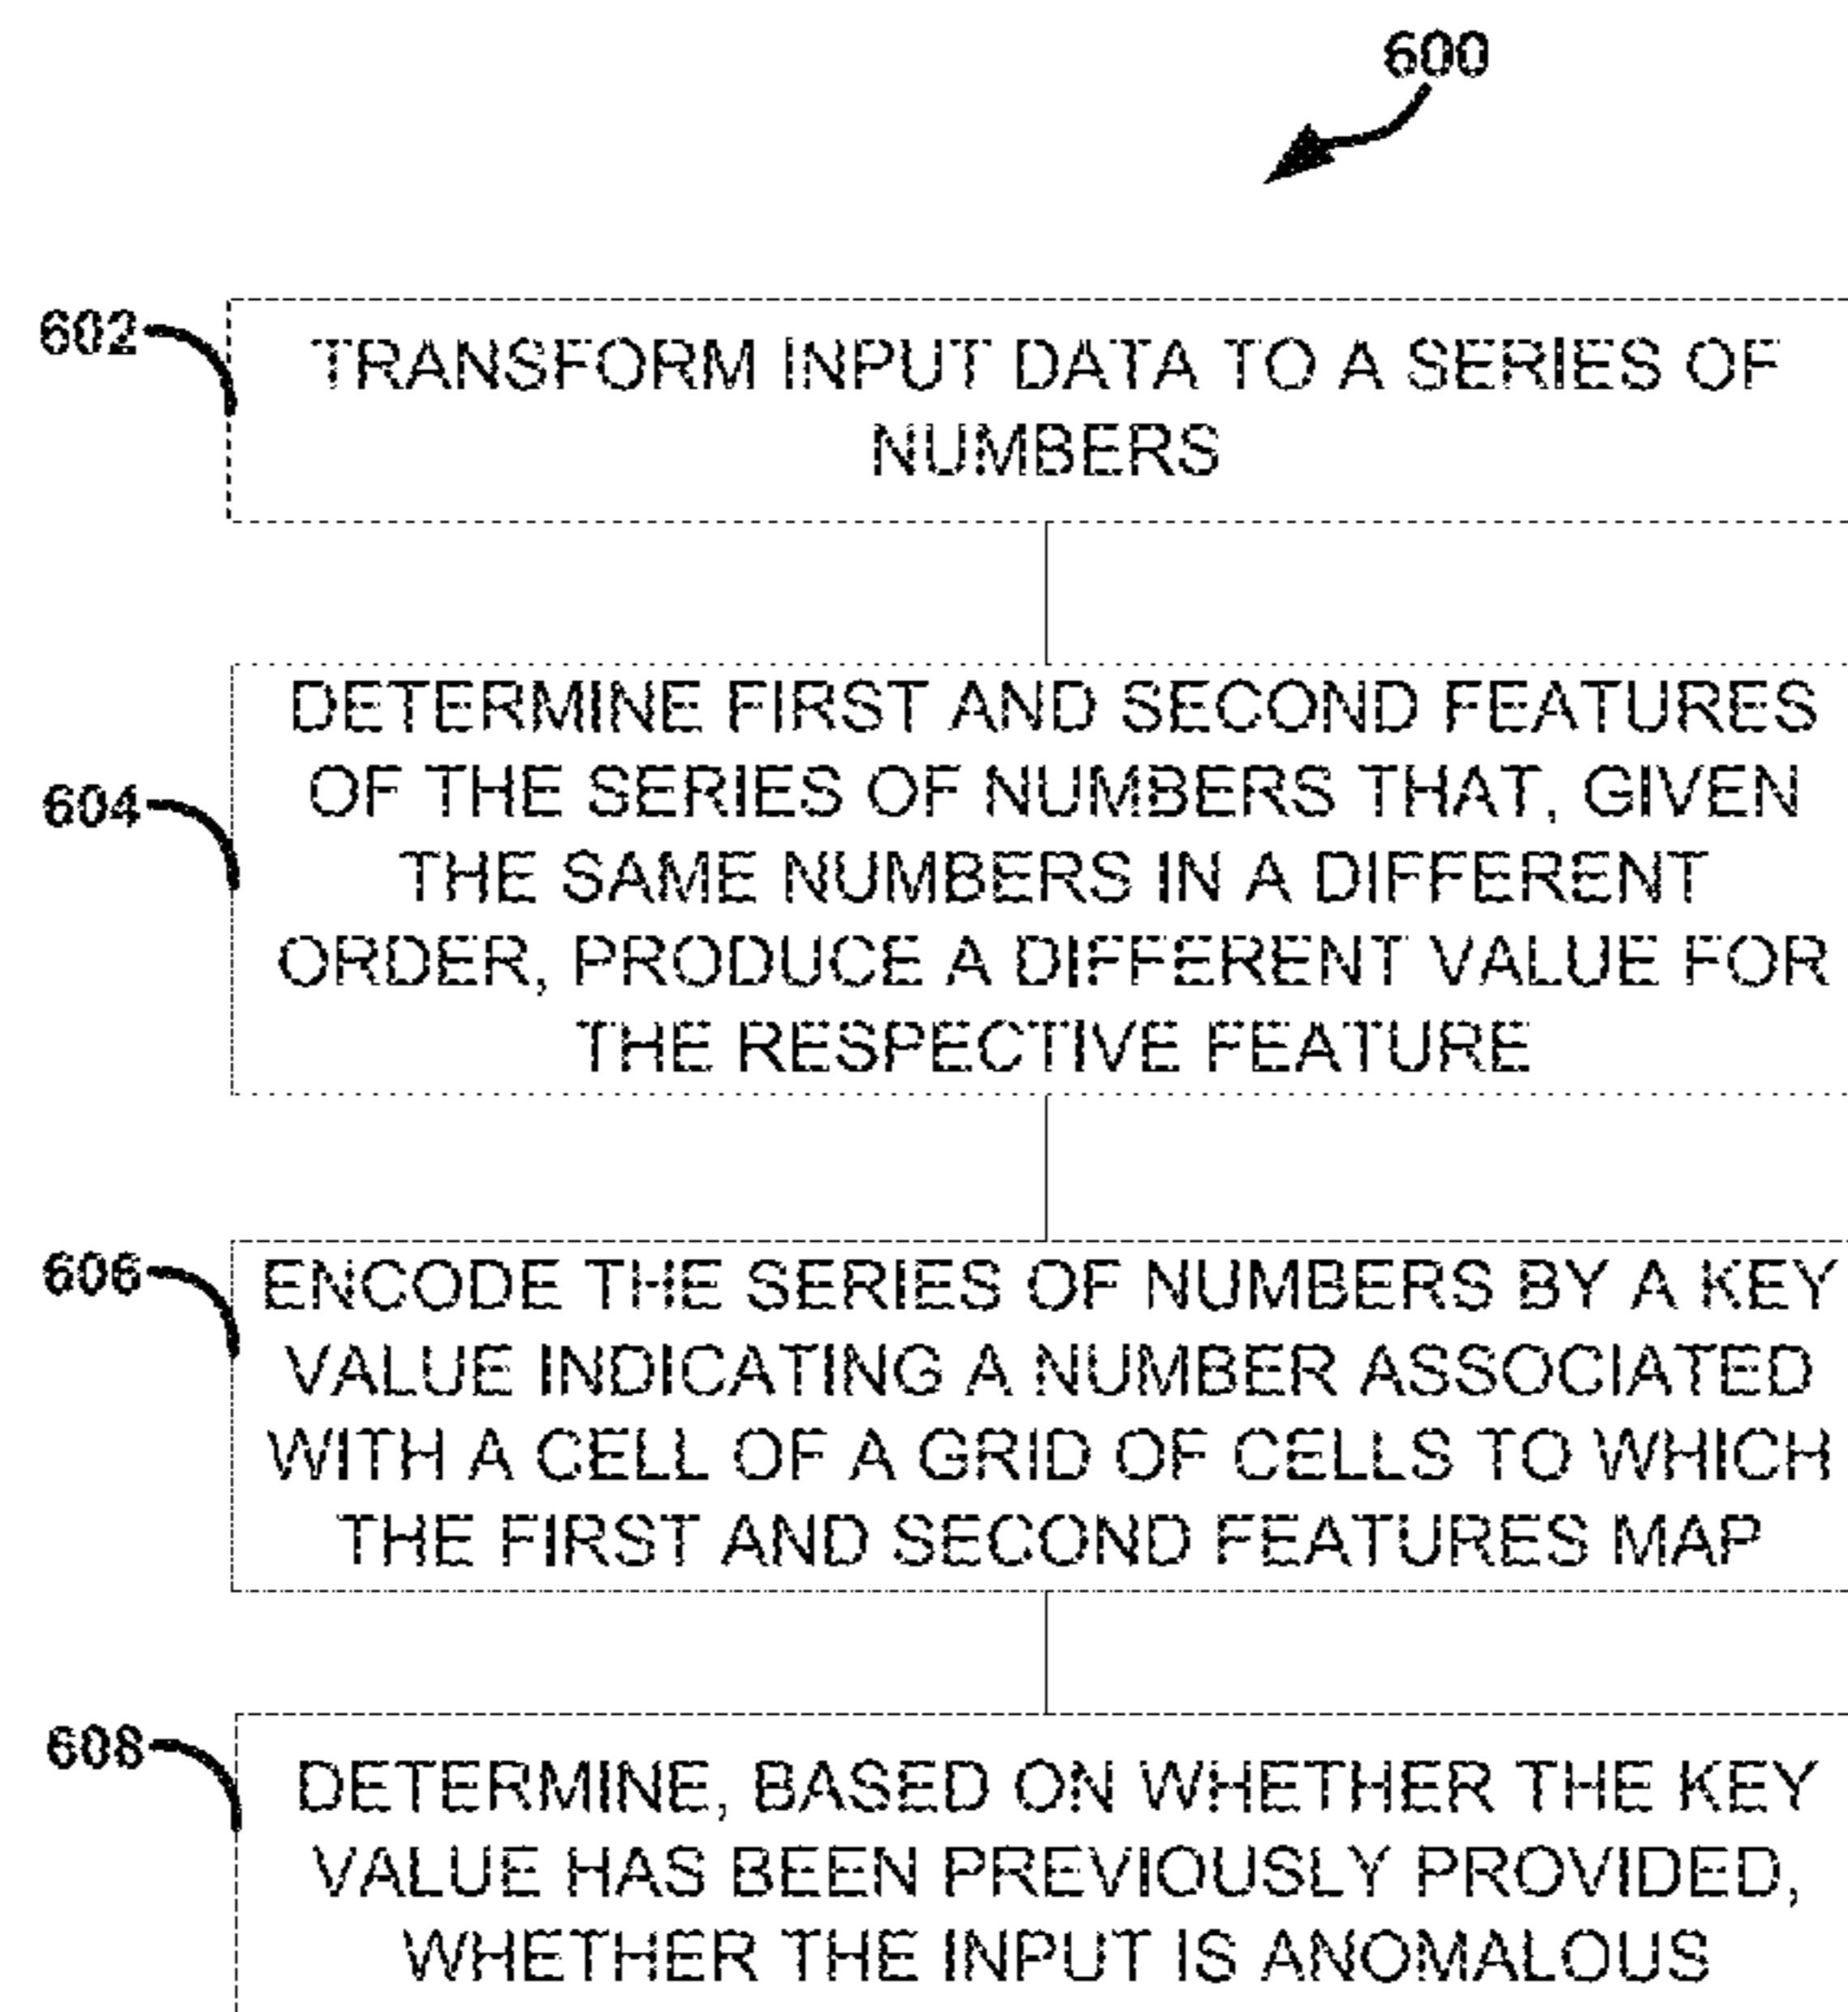 600
602
TRANSFORM INPUT DATA TO A SERIES OF
NUMBERS
604
DETERMINE FIRST AND SECOND FEATURES
OF THE SERIES OF NUMBERS THAT, GIVEN
THE SAME NUMBERS IN A DIFFERENT
ORDER, PRODUCE A DIFFERENT VALUE FOR
THE RESPECTIVE FEATURE
606
ENCODE THE SERIES OF NUMBERS BY A KEY
VALUE INDICATING A NUMBER ASSOCIATED
WITH A CELL OF A GRID OF CELLS TO WHICH
THE FIRST AND SECOND FEATURES MAP
608
DETERMINE, BASED ON WHETHER THE KEY
VALUE HAS BEEN PREVIOUSLY PROVIDED,
WHETHER THE INPUT IS ANOMALOUS